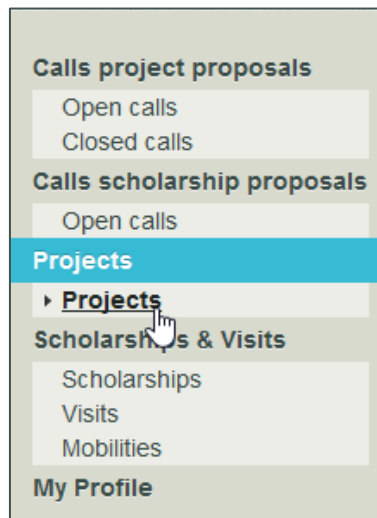 Calls project proposals
Open calls
Closed calls
Calls scholarship proposals
Open calls
Projects
Projects
Scholarships & Visits
Scholarships
Visits
Mobilities
My Profile